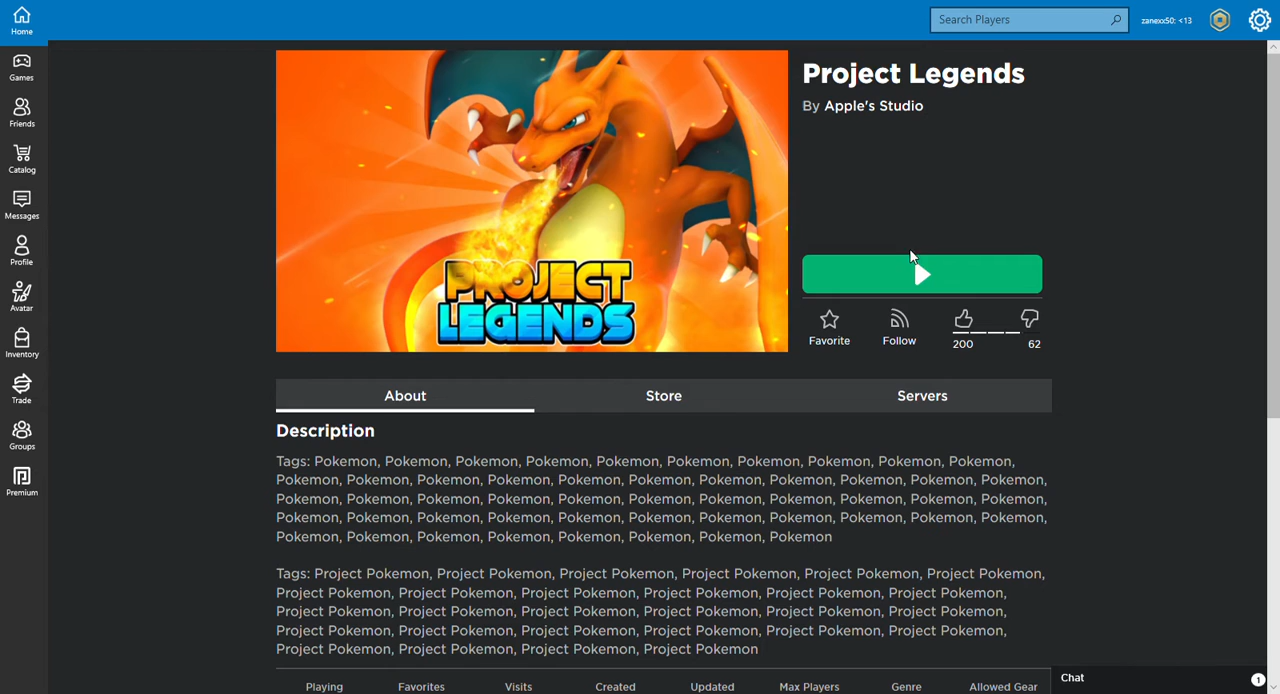 Home
Search Players
zanexx50: <13
Games
Friends
Catalog
Messages
Profile
Avatar
Inventory
Trade
Groups
Premium
PROJECT
LEGENDS
Project Legends
By Apple's Studio
Favorite
Follow
200
62
About
Store
Servers
Description
Tags: Pokemon, Pokemon, Pokemon, Pokemon, Pokemon, Pokemon, Pokemon, Pokemon, Pokemon, Pokemon,
Pokemon, Pokemon, Pokemon, Pokemon, Pokemon, Pokemon, Pokemon, Pokemon, Pokemon, Pokemon, Pokemon,
Pokemon, Pokemon, Pokemon, Pokemon, Pokemon, Pokemon, Pokemon, Pokemon, Pokemon, Pokemon, Pokemon,
Pokemon, Pokemon, Pokemon, Pokemon, Pokemon, Pokemon, Pokemon, Pokemon, Pokemon, Pokemon, Pokemon,
Pokemon, Pokemon, Pokemon, Pokemon, Pokemon, Pokemon, Pokemon, Pokemon
Tags: Project Pokemon, Project Pokemon, Project Pokemon, Project Pokemon, Project Pokemon, Project Pokemon,
Project Pokemon, Project Pokemon, Project Pokemon, Project Pokemon, Project Pokemon, Project Pokemon,
Project Pokemon, Project Pokemon, Project Pokemon, Project Pokemon, Project Pokemon, Project Pokemon,
Project Pokemon, Project Pokemon, Project Pokemon, Project Pokemon, Project Pokemon, Project Pokemon,
Project Pokemon, Project Pokemon, Project Pokemon, Project Pokemon
Playing
Favorites
Visits
Created
Updated
Max Players
Genre
Allowed Gear
Chat
1